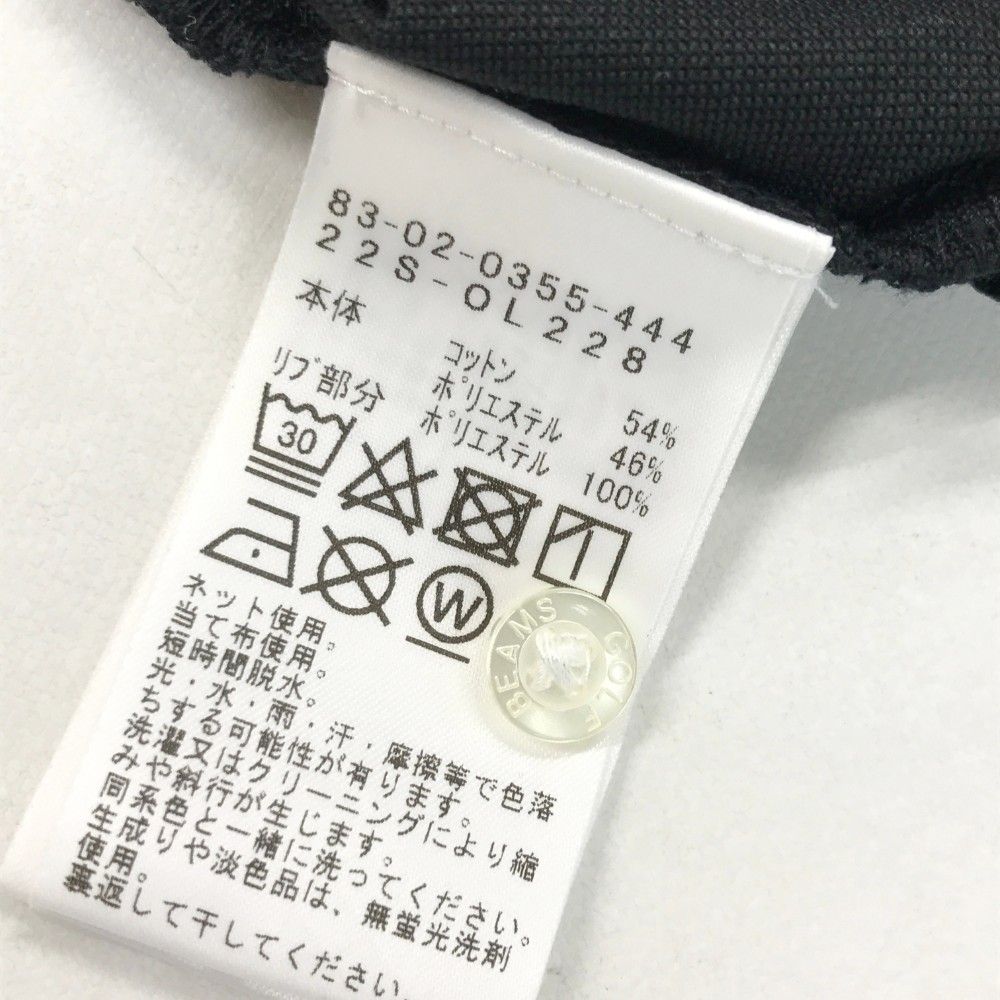 83-02-0355-444
22S-OL228
本体 コットン 54%
ポリエステル 46%
リブ部分 ポリエステル 100%
30
W
BEAMS GOLF
ネット使用。
当て布使用。
短時間脱水。
光・水・雨・汗・摩擦等で色落
ちする可能性が有ります。
洗濯又はクリーニングにより縮
みや斜行が生じます。
同系色と一緒に洗ってください。
生成りや淡色品は、無蛍光洗剤
使用。
裏返して干してください。